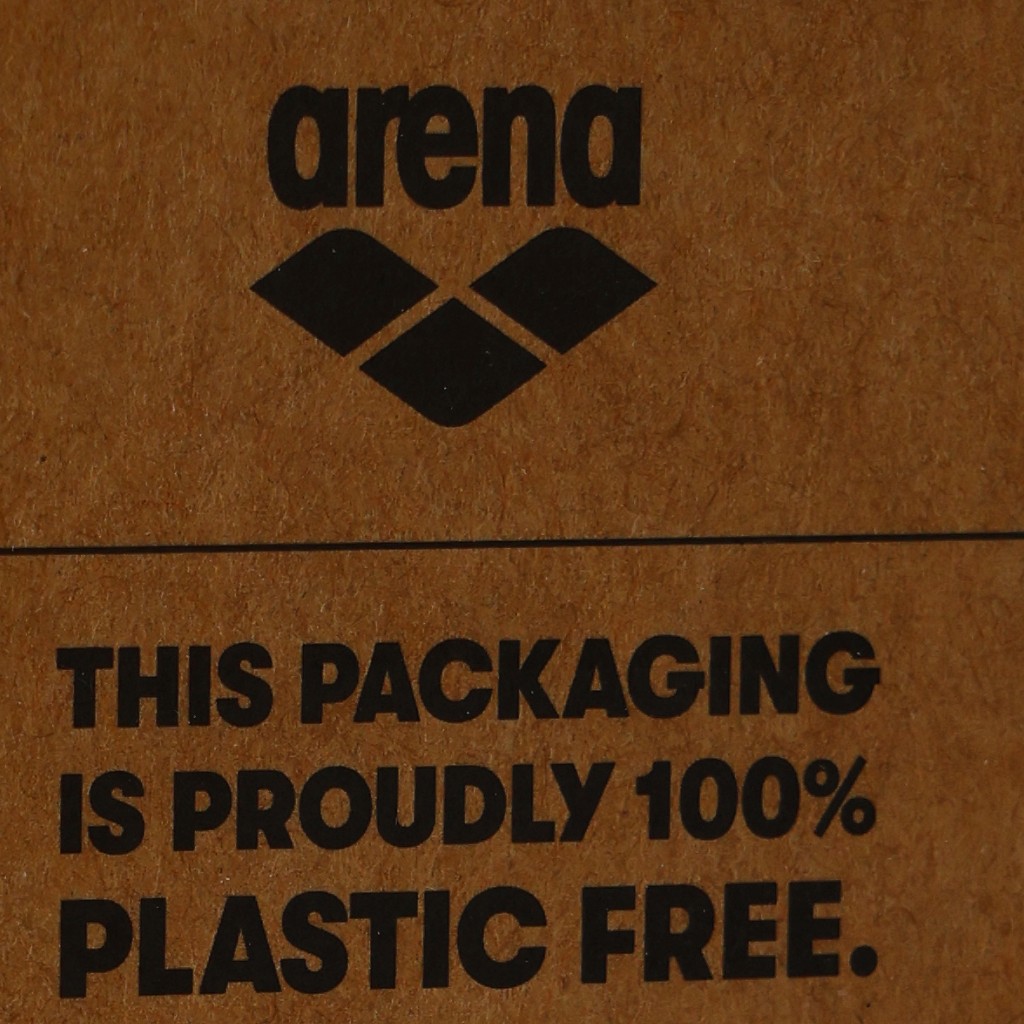 arena
THIS PACKAGING
IS PROUDLY 100%
PLASTIC FREE.